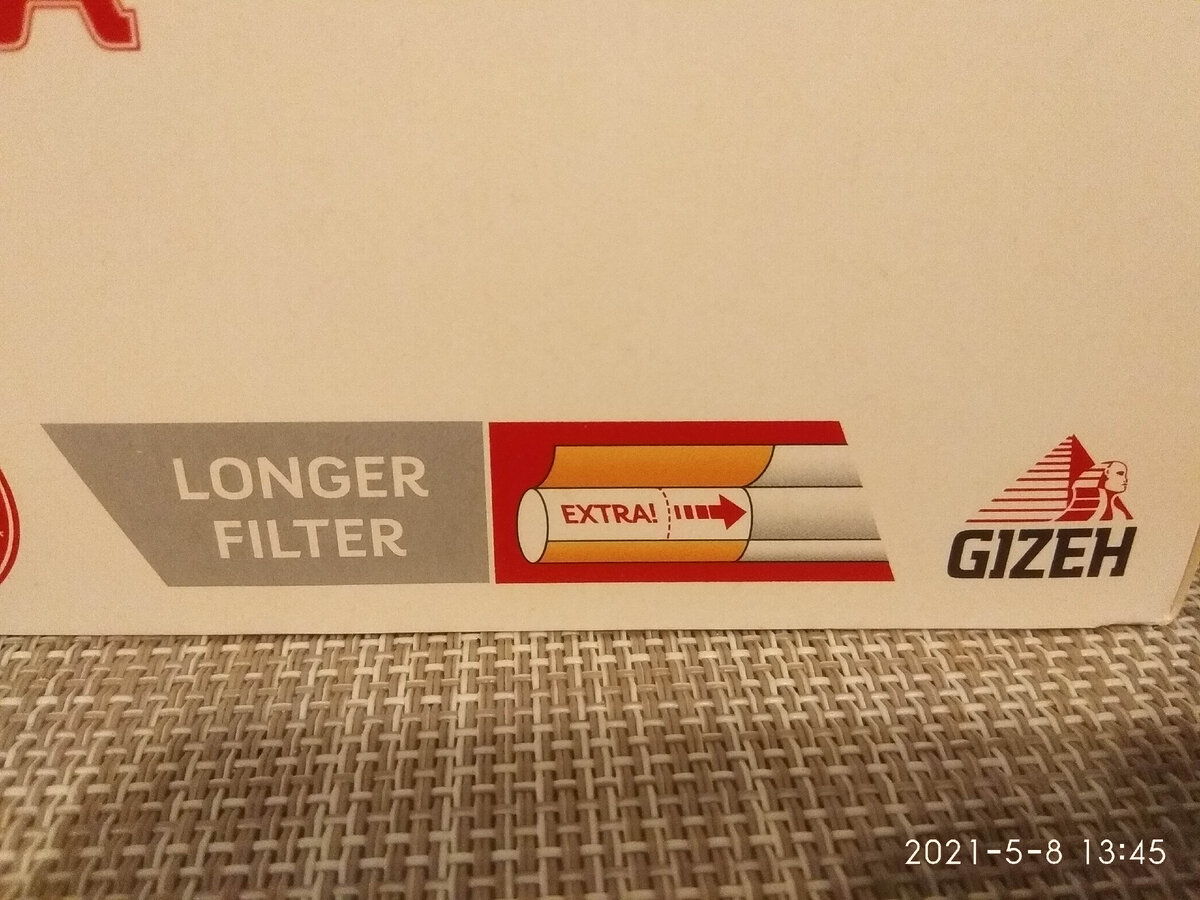 LONGER
FILTER
EXTRA!
GIZEH
2021-5-8 13:45